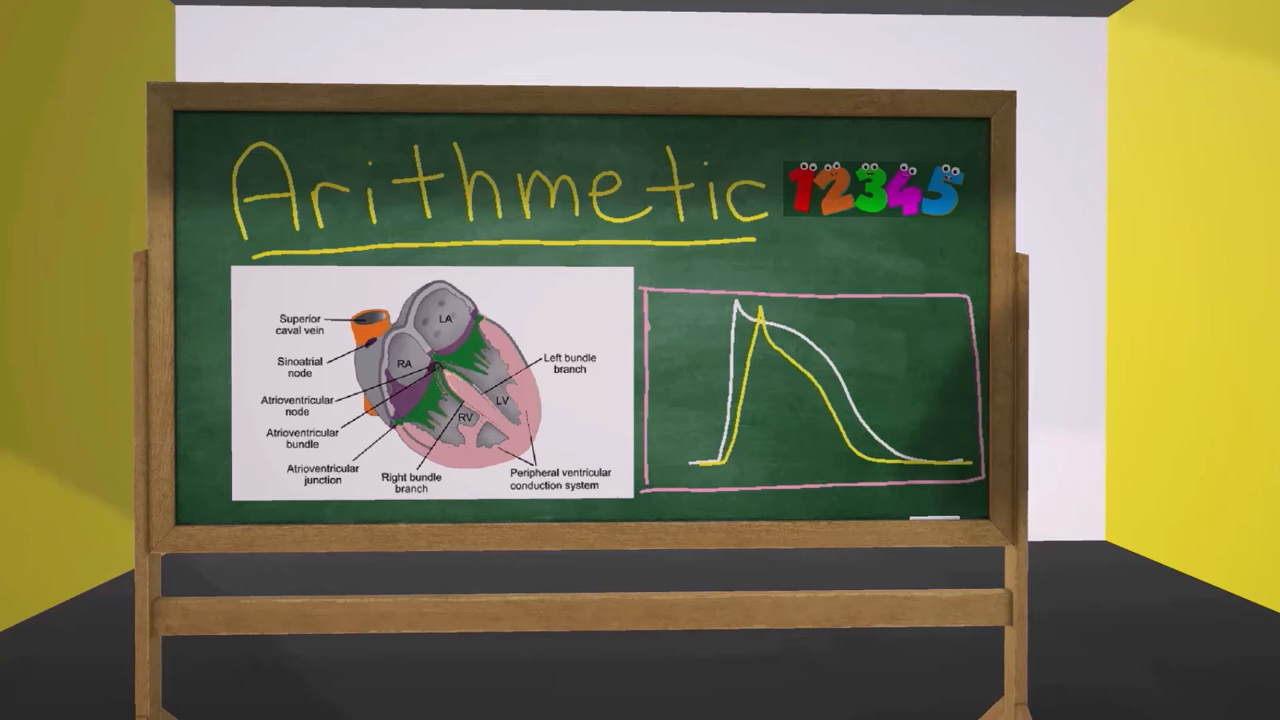 Arithmetic
12345
Superior
caval vein
Sinoatrial
node
Atrioventricular
node
Atrioventricular
bundle
Atrioventricular
junction
Right bundle
branch
LA
RA
LV
RV
Left bundle
branch
Peripheral ventricular
conduction system